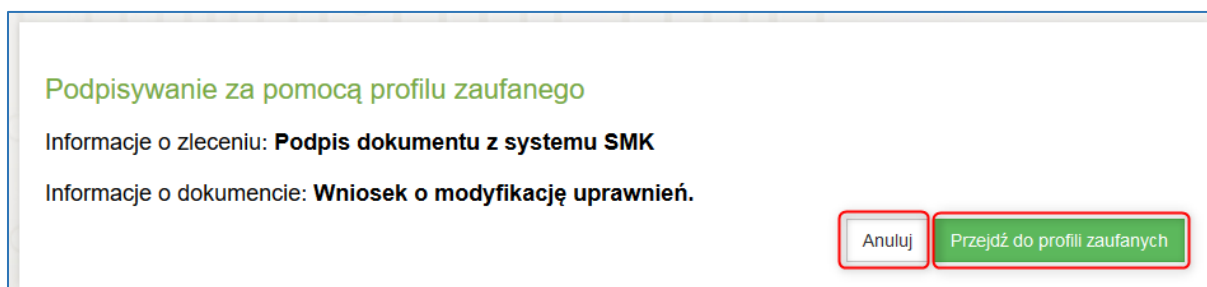 Podpisywanie za pomocą profilu zaufanego
Informacje o zleceniu: Podpis dokumentu z systemu SMK
Informacje o dokumencie: Wniosek o modyfikację uprawnień.
Anuluj Przejdź do profili zaufanych